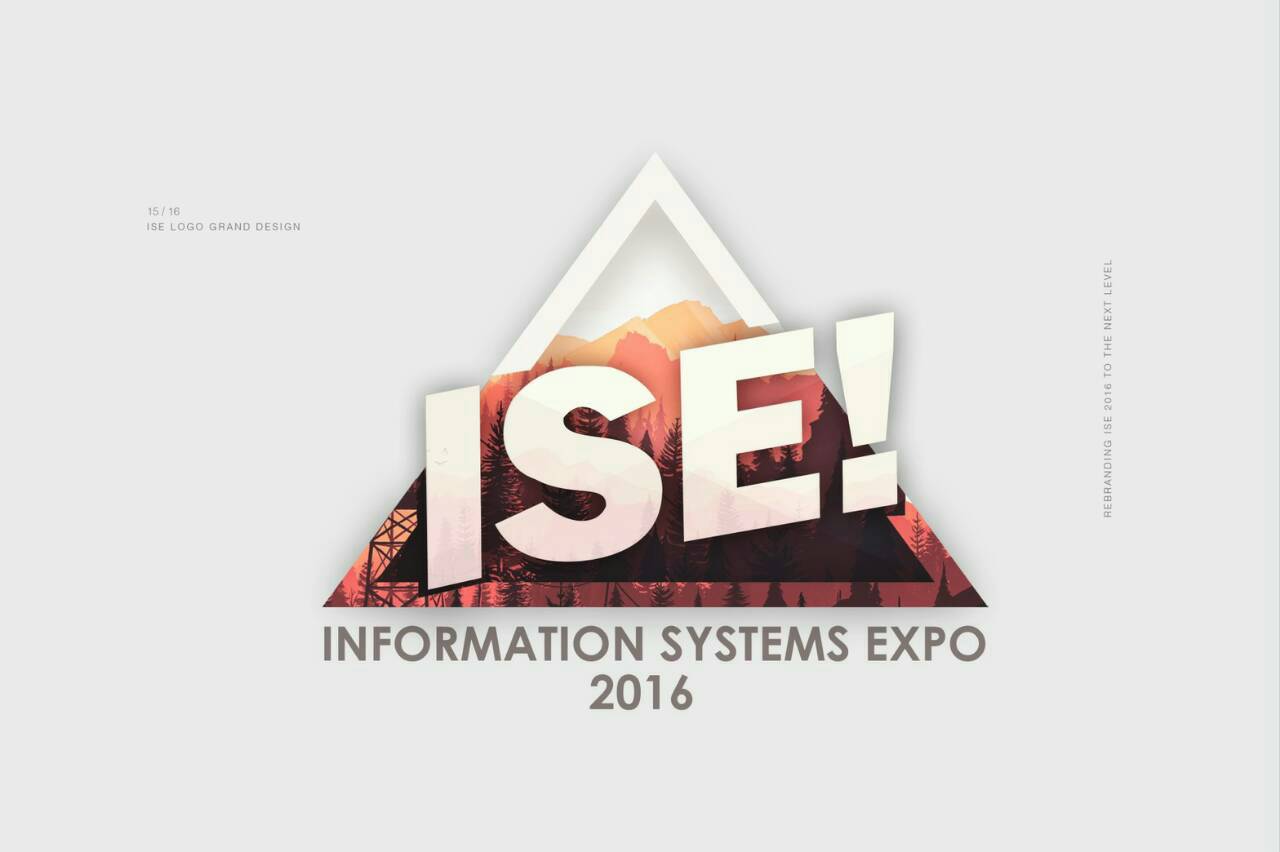 15 / 16
ISE LOGO GRAND DESIGN
REBRANDING ISE 2016 TO THE NEXT LEVEL
ISE!
INFORMATION SYSTEMS EXPO
2016